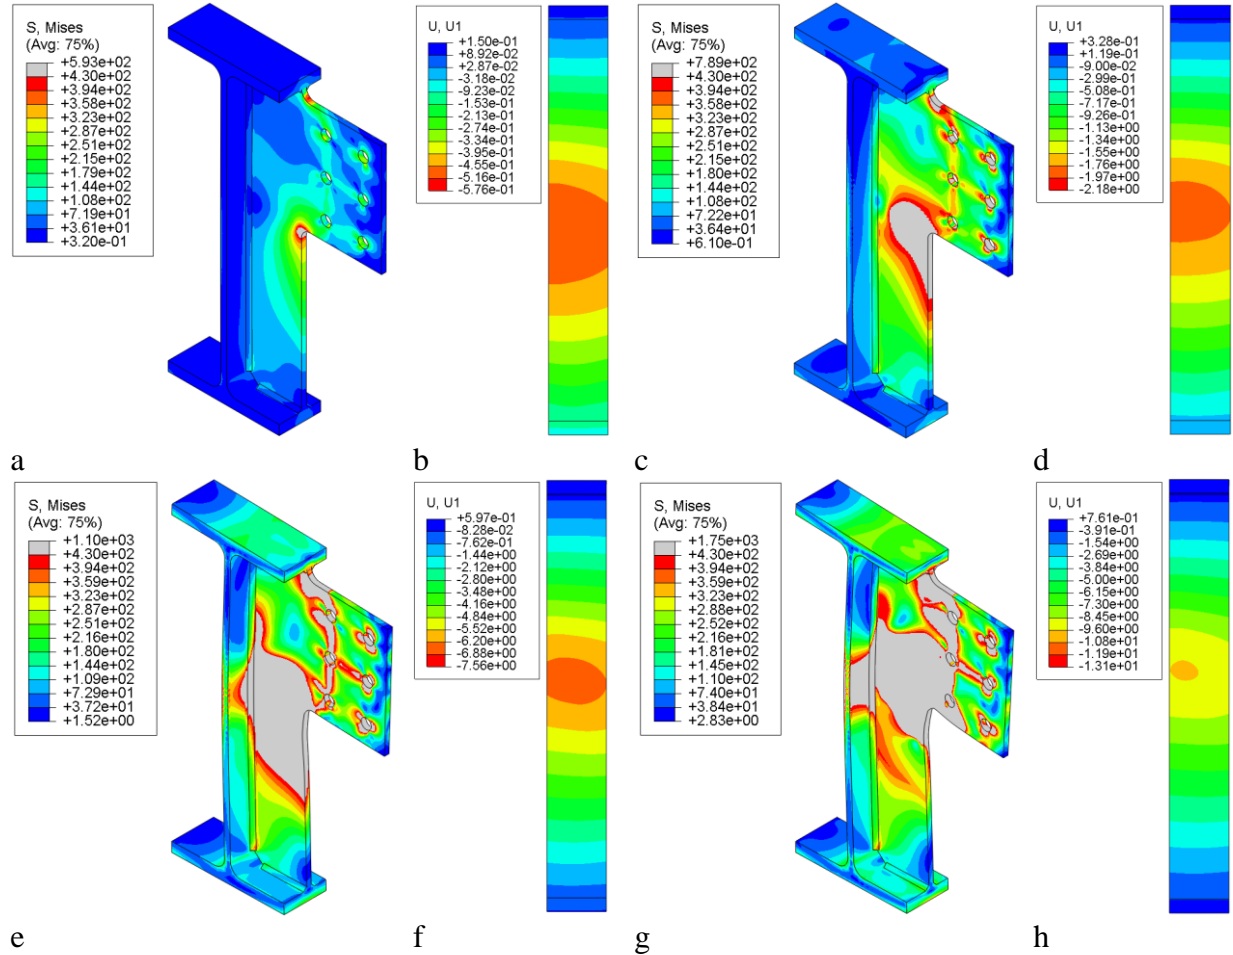 S, Mises
(Avg: 75%)
+5.93e+02
+4.30e+02
+3.94e+02
+3.58e+02
+3.23e+02
+2.87e+02
+2.51e+02
+2.15e+02
+1.79e+02
+1.44e+02
+1.08e+02
+7.19e+01
+3.61e+01
+3.20e-01
a
U, U1
+1.50e-01
+8.92e-02
+2.87e-02
-3.18e-02
-9.23e-02
-1.53e-01
-2.13e-01
-2.74e-01
-3.34e-01
-3.95e-01
-4.55e-01
-5.16e-01
-5.76e-01
b
S, Mises
(Avg: 75%)
+7.89e+02
+4.30e+02
+3.94e+02
+3.58e+02
+3.23e+02
+2.87e+02
+2.51e+02
+2.15e+02
+1.80e+02
+1.44e+02
+1.08e+02
+7.22e+01
+3.64e+01
+6.10e-01
c
U, U1
+3.28e-01
+1.19e-01
-9.00e-02
-2.99e-01
-5.08e-01
-7.17e-01
-9.26e-01
-1.13e+00
-1.34e+00
-1.55e+00
-1.76e+00
-1.97e+00
-2.18e+00
d
S, Mises
(Avg: 75%)
+1.10e+03
+4.30e+02
+3.94e+02
+3.59e+02
+3.23e+02
+2.87e+02
+2.51e+02
+2.16e+02
+1.80e+02
+1.44e+02
+1.09e+02
+7.29e+01
+3.72e+01
+1.52e+00
e
U, U1
+5.97e-01
-8.26e-02
-7.62e-01
-1.44e+00
-2.12e+00
-2.80e+00
-3.48e+00
-4.16e+00
-4.84e+00
-5.52e+00
-6.20e+00
-6.88e+00
-7.56e+00
f
S, Mises
(Avg: 75%)
+1.75e+03
+4.30e+02
+3.94e+02
+3.59e+02
+3.23e+02
+2.88e+02
+2.52e+02
+2.16e+02
+1.81e+02
+1.45e+02
+1.10e+02
+7.40e+01
+3.84e+01
+2.83e+00
g
U, U1
+7.61e-01
-3.91e-01
-1.54e+00
-2.69e+00
-3.84e+00
-5.00e+00
-6.15e+00
-7.30e+00
-8.45e+00
-9.60e+00
-1.08e+01
-1.19e+01
-1.31e+01
h